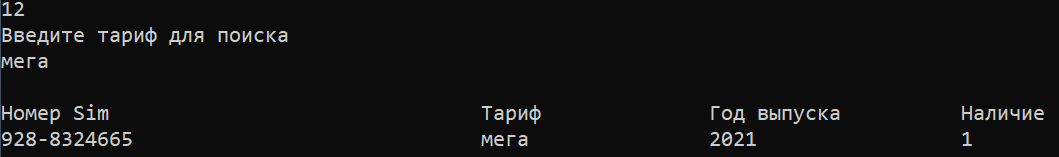 12
Введите тариф для поиска
мега
Номер Sim Тариф Год выпуска Наличие
928-8324665 мега 2021 1